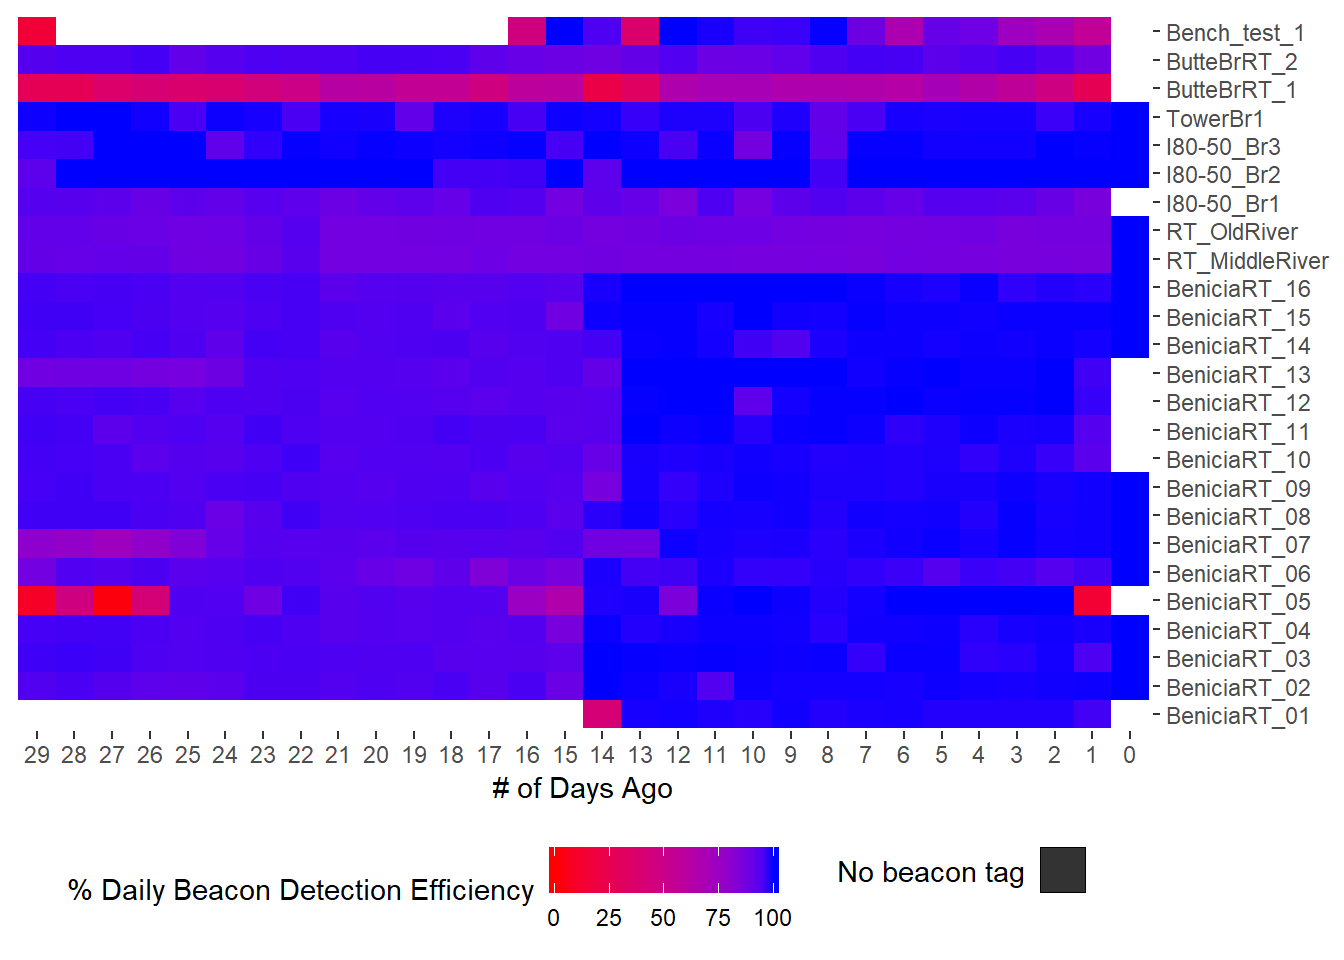 Bench_test_1
ButteBrRT_2
ButteBrRT_1
TowerBr1
I80-50_Br3
I80-50_Br2
I80-50_Br1
RT_OldRiver
RT_MiddleRiver
BeniciaRT_16
BeniciaRT_15
BeniciaRT_14
BeniciaRT_13
BeniciaRT_12
BeniciaRT_11
BeniciaRT_10
BeniciaRT_09
BeniciaRT_08
BeniciaRT_07
BeniciaRT_06
BeniciaRT_05
BeniciaRT_04
BeniciaRT_03
BeniciaRT_02
BeniciaRT_01
29 28 27 26 25 24 23 22 21 20 19 18 17 16 15 14 13 12 11 10 9 8 7 6 5 4 3 2 1 0
# of Days Ago
% Daily Beacon Detection Efficiency
0 25 50 75 100
No beacon tag